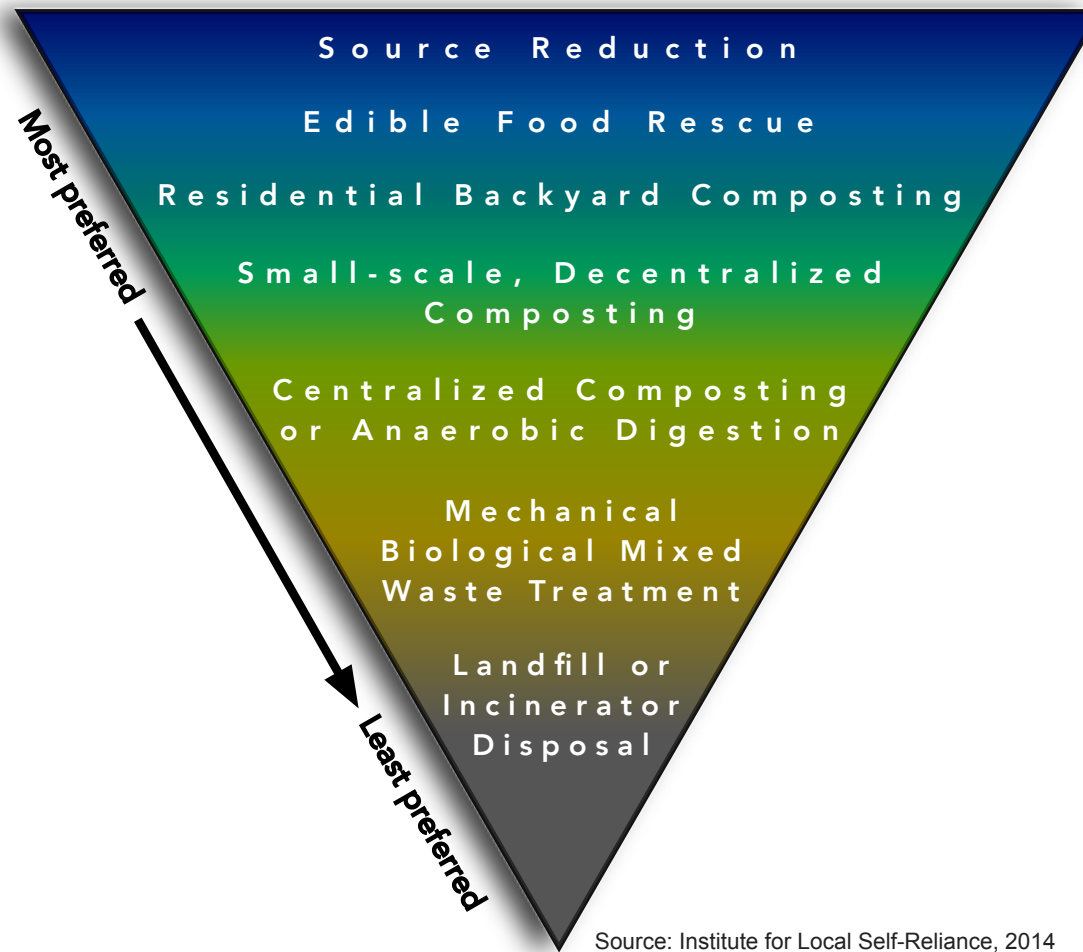 Source Reduction
Edible Food Rescue
Residential Backyard Composting
Small-scale, Decentralized
Composting
Centralized Composting
or Anaerobic Digestion
Mechanical
Biological Mixed
Waste Treatment
Landfill or
Incinerator
Disposal
Most preferred
Least preferred
Source: Institute for Local Self-Reliance, 2014